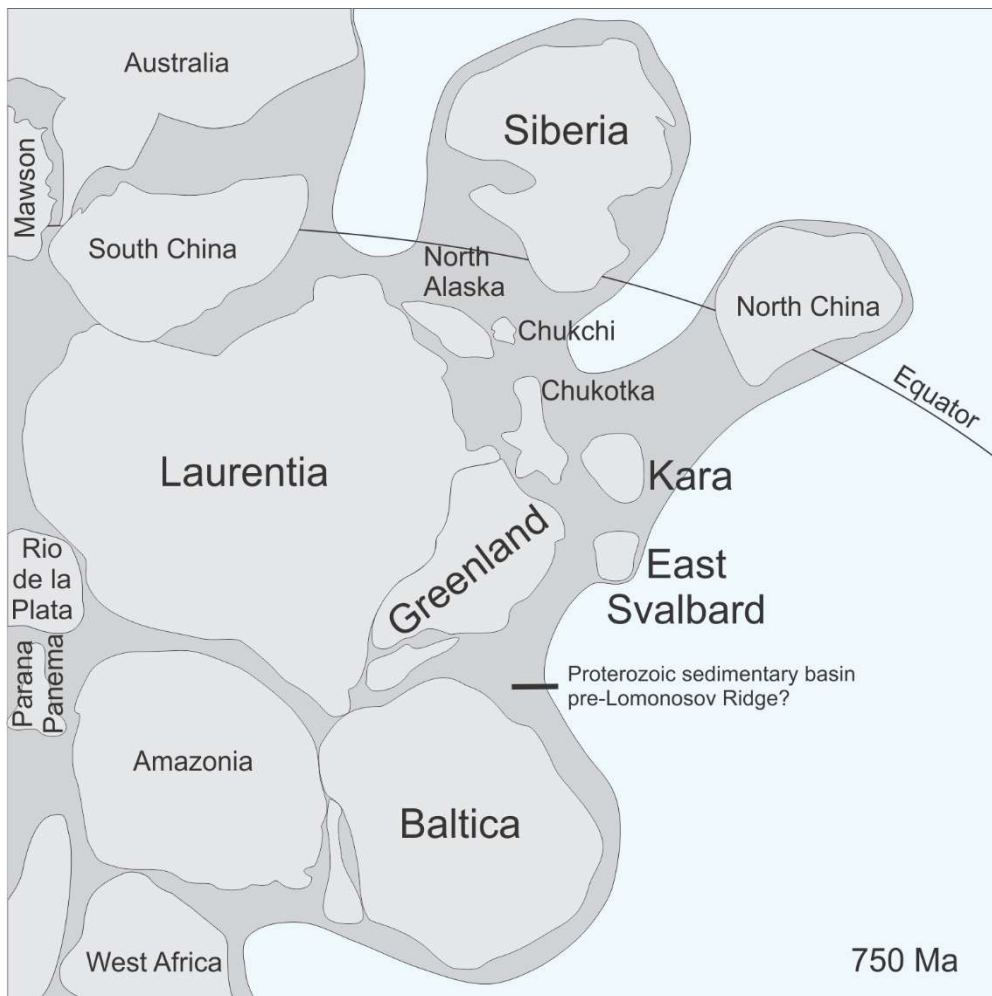 Australia
Siberia
Mawson
South China
North
Alaska
North China
Chukchi
Chukotka
Equator
Laurentia
Kara
Greenland
Rio
de la
Plata
East
Svalbard
Parana
Panema
Proterozoic sedimentary basin
pre-Lomonosov Ridge?
Amazonia
Baltica
West Africa
750 Ma